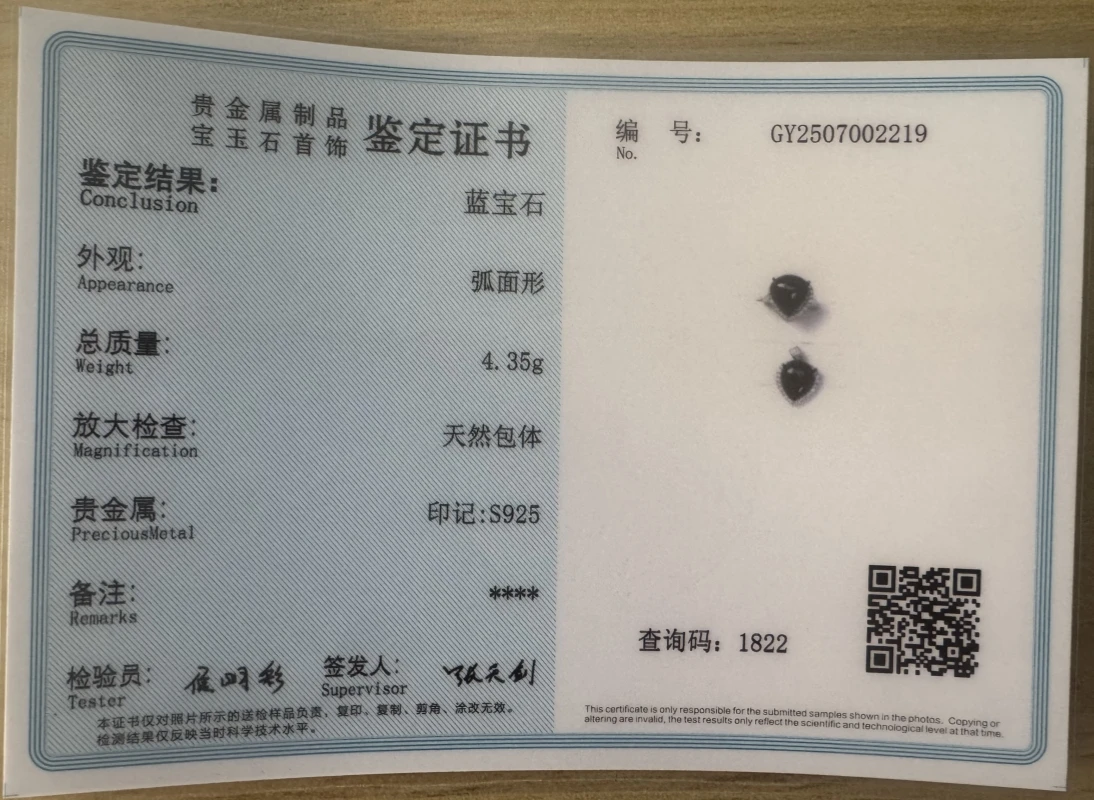 贵金属制品
宝玉石首饰 鉴定证书
鉴定结果: 蓝宝石
Conclusion
外观: 弧面形
Appearance
总质量: 4.35g
Weight
放大检查: 天然包体
Magnification
贵金属: 印记:S925
PreciousMetal
备注: ****
Remarks
检验员: 签发人:
Tester Supervisor
本证书仅对照片所示的送检样品负责，复印、复制、剪角、涂改无效。
检测结果仅反映当时科学技术水平。
编 号: GY2507002219
No.
查询码: 1822
This certificate is only responsible for the submitted samples shown in the photos. Copying or
altering are invalid, the test results only reflect the scientific and technological level at that time.